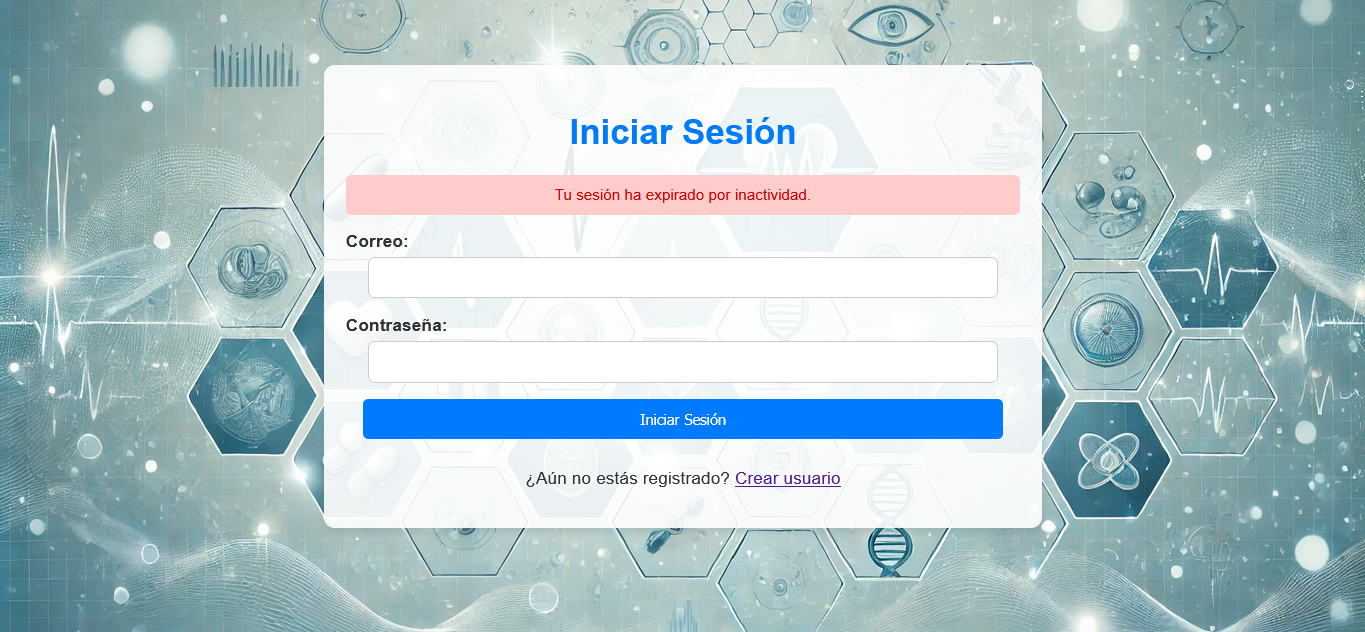 Iniciar Sesión
Tu sesión ha expirado por inactividad.
Correo:
Contraseña:
Iniciar Sesión
¿Aún no estás registrado? Crear usuario